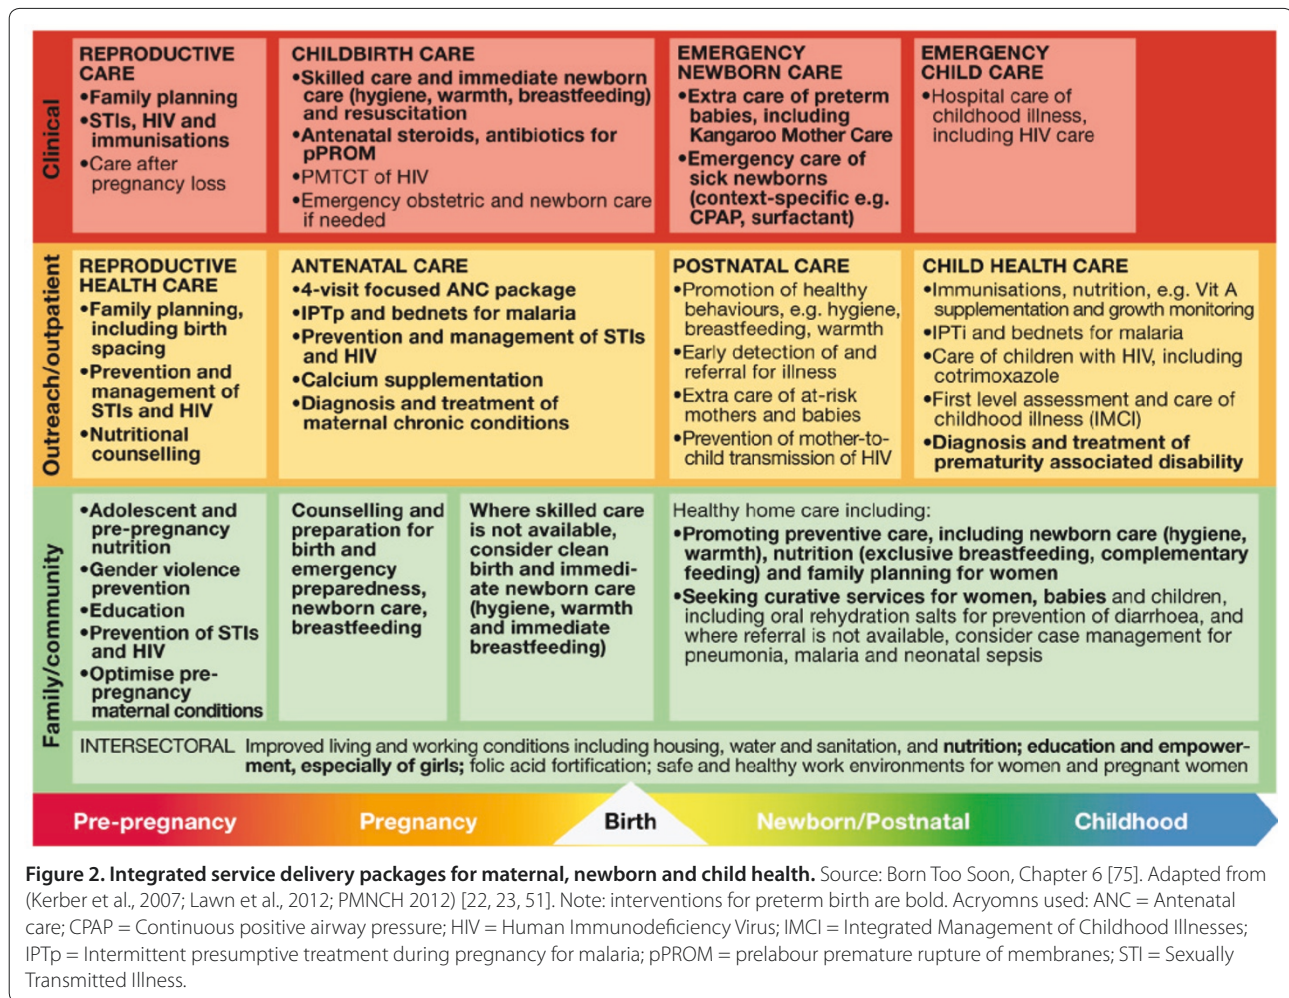 Clinical
REPRODUCTIVE
CARE
•Family planning
•STIs, HIV and
immunisations
•Care after
pregnancy loss
CHILDBIRTH CARE
•Skilled care and immediate newborn
care (hygiene, warmth, breastfeeding)
and resuscitation
•Antenatal steroids, antibiotics for
pPROM
•PMTCT of HIV
•Emergency obstetric and newborn care
if needed
EMERGENCY
NEWBORN CARE
•Extra care of preterm
babies, including
Kangaroo Mother Care
•Emergency care of
sick newborns
(context-specific e.g.
CPAP, surfactant)
EMERGENCY
CHILD CARE
•Hospital care of
childhood illness,
including HIV care
Outreach/outpatient
REPRODUCTIVE
HEALTH CARE
•Family planning,
including birth
spacing
•Prevention and
management of
STIs and HIV
•Nutritional
counselling
ANTENATAL CARE
•4-visit focused ANC package
•IPTp and bednets for malaria
•Prevention and management of STIs
and HIV
•Calcium supplementation
•Diagnosis and treatment of
maternal chronic conditions
POSTNATAL CARE
•Promotion of healthy
behaviours, e.g. hygiene,
breastfeeding, warmth
•Early detection of and
referral for illness
•Extra care of at-risk
mothers and babies
•Prevention of mother-to-
child transmission of HIV
CHILD HEALTH CARE
•Immunisations, nutrition, e.g. Vit A
supplementation and growth monitoring
•IPTi and bednets for malaria
•Care of children with HIV, including
cotrimoxazole
•First level assessment and care of
childhood illness (IMCI)
•Diagnosis and treatment of
prematurity associated disability
Family/community
•Adolescent and
pre-pregnancy
nutrition
•Gender violence
prevention
•Education
•Prevention of STIs
and HIV
•Optimise pre-
pregnancy
maternal conditions
Counselling and
preparation for
birth and
emergency
preparedness,
newborn care,
breastfeeding
Where skilled care
is not available,
consider clean
birth and immedi-
ate newborn care
(hygiene, warmth
and immediate
breastfeeding)
Healthy home care including:
•Promoting preventive care, including newborn care (hygiene,
warmth), nutrition (exclusive breastfeeding, complementary
feeding) and family planning for women
•Seeking curative services for women, babies and children,
including oral rehydration salts for prevention of diarrhoea, and
where referral is not available, consider case management for
pneumonia, malaria and neonatal sepsis
INTERSECTORAL Improved living and working conditions including housing, water and sanitation, and nutrition; education and empower-
ment, especially of girls; folic acid fortification; safe and healthy work environments for women and pregnant women
Pre-pregnancy Pregnancy Birth Newborn/Postnatal Childhood
Figure 2. Integrated service delivery packages for maternal, newborn and child health. Source: Born Too Soon, Chapter 6 [75]. Adapted from
(Kerber et al., 2007; Lawn et al., 2012; PMNCH 2012) [22, 23, 51]. Note: interventions for preterm birth are bold. Acryomns used: ANC = Antenatal
care; CPAP = Continuous positive airway pressure; HIV = Human Immunodeficiency Virus; IMCI = Integrated Management of Childhood Illnesses;
IPTp = Intermittent presumptive treatment during pregnancy for malaria; pPROM = prelabour premature rupture of membranes; STI = Sexually
Transmitted Illness.